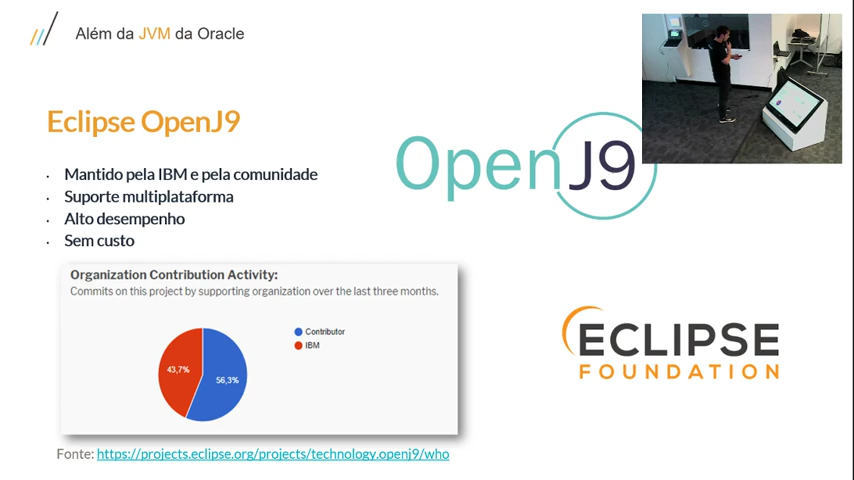 Além da JVM da Oracle
Eclipse OpenJ9
· Mantido pela IBM e pela comunidade
· Suporte multiplataforma
· Alto desempenho
· Sem custo
OpenJ9
Organization Contribution Activity:
Commits on this project by supporting organization over the last three months.
Contributor
IBM
43,7%
56,3%
ECLIPSE
FOUNDATION
Fonte: https://projects.eclipse.org/projects/technology.openj9/who